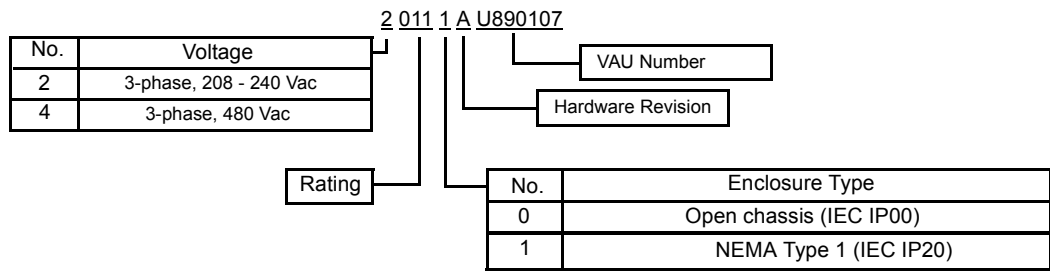 2 011 1 A U890107
No. Voltage
2 3-phase, 208 - 240 Vac
4 3-phase, 480 Vac
VAU Number
Hardware Revision
Rating
No. Enclosure Type
0 Open chassis (IEC IP00)
1 NEMA Type 1 (IEC IP20)